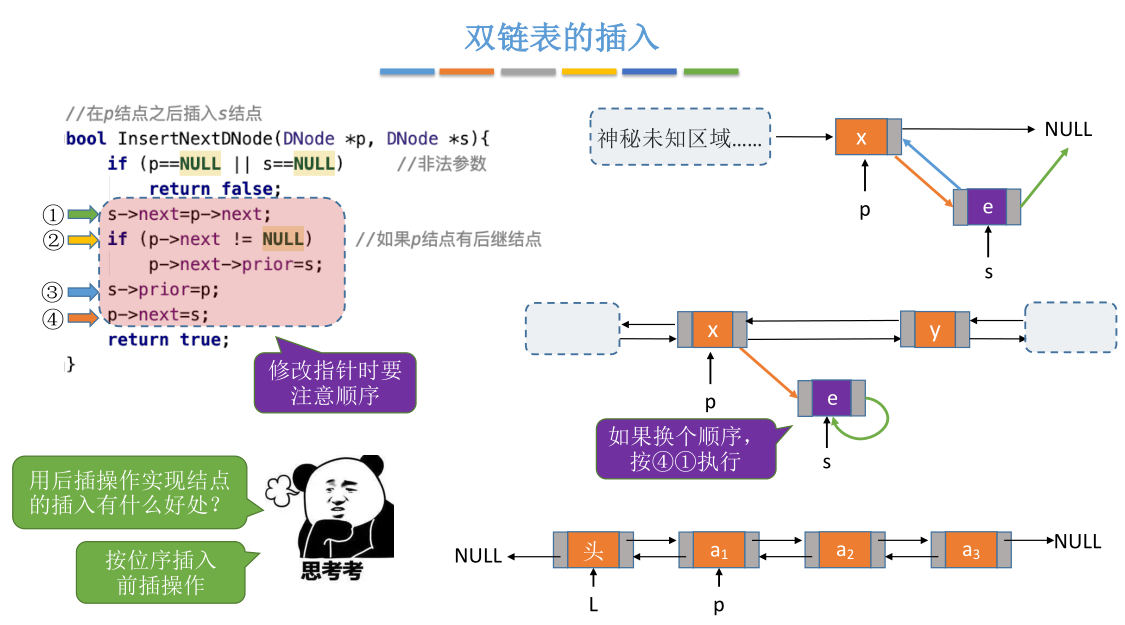 双链表的插入
//在p结点之后插入s结点
bool InsertNextDNode(DNode *p, DNode *s){
if (p==NULL || s==NULL) //非法参数
return false;
① s->next=p->next;
② if (p->next != NULL) //如果p结点有后继结点
p->next->prior=s;
③ s->prior=p;
④ p->next=s;
return true;
}
修改指针时要
注意顺序
用后插操作实现结点
的插入有什么好处？
按位序插入
前插操作
思考考
神秘未知区域……
x
NULL
p
e
s
x
y
p
e
s
如果换个顺序，
按④①执行
NULL
头
a1
a2
a3
NULL
L
p